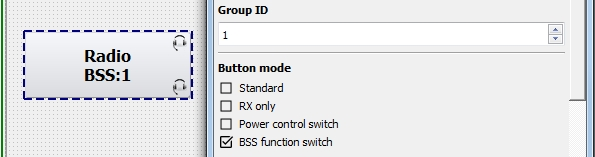 Radio
BSS:1
Group ID
1
Button mode
Standard
RX only
Power control switch
BSS function switch